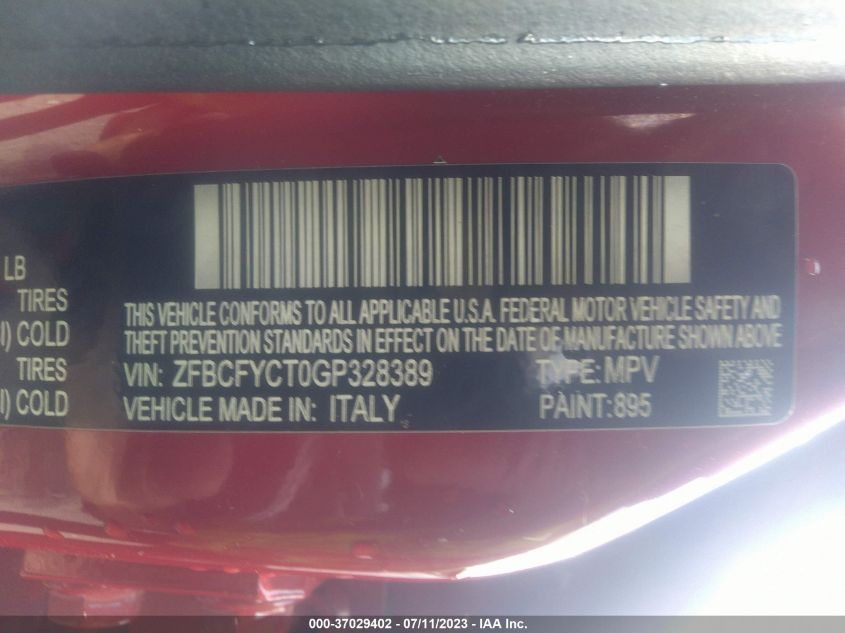 LB
TIRES
I) COLD
TIRES
I) COLD
THIS VEHICLE CONFORMS TO ALL APPLICABLE U.S.A. FEDERAL MOTOR VEHICLE SAFETY AND
THEFT PREVENTION STANDARDS IN EFFECT ON THE DATE OF MANUFACTURE SHOWN ABOVE
VIN: ZFBCFYCT0GP328389 TYPE: MPV
VEHICLE MADE IN: ITALY PAINT: 895
000-37029402 - 07/11/2023 - IAA Inc.